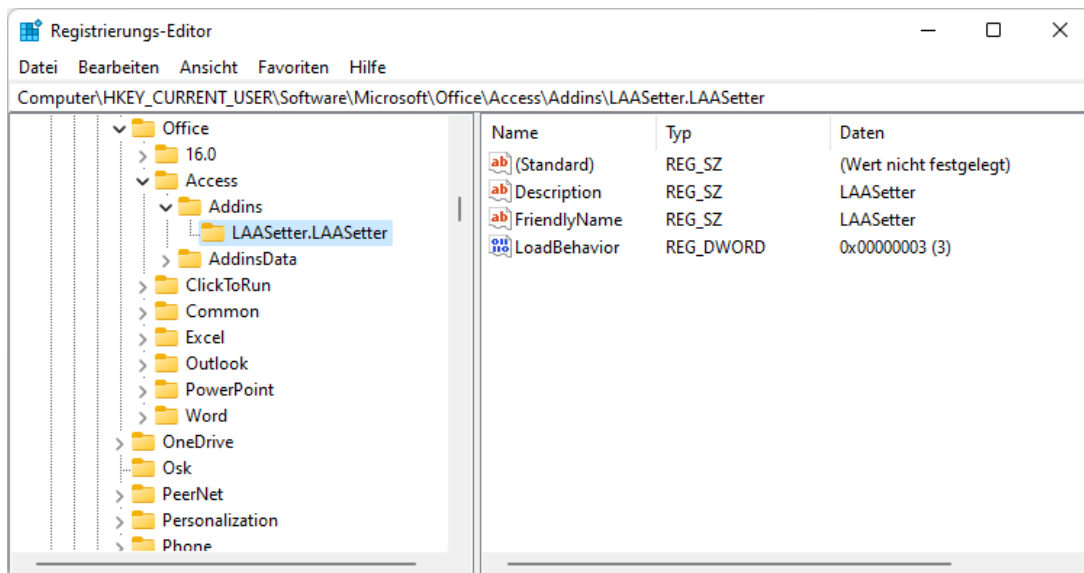 Registrierungs-Editor
Datei Bearbeiten Ansicht Favoriten Hilfe
Computer\HKEY_CURRENT_USER\Software\Microsoft\Office\Access\Addins\LAASetter.LAASetter
Office
16.0
Access
Addins
LAASetter.LAASetter
AddinsData
ClickToRun
Common
Excel
Outlook
PowerPoint
Word
OneDrive
Osk
PeerNet
Personalization
Phone
Name Typ Daten
(Standard) REG_SZ (Wert nicht festgelegt)
Description REG_SZ LAASetter
FriendlyName REG_SZ LAASetter
LoadBehavior REG_DWORD 0x00000003 (3)